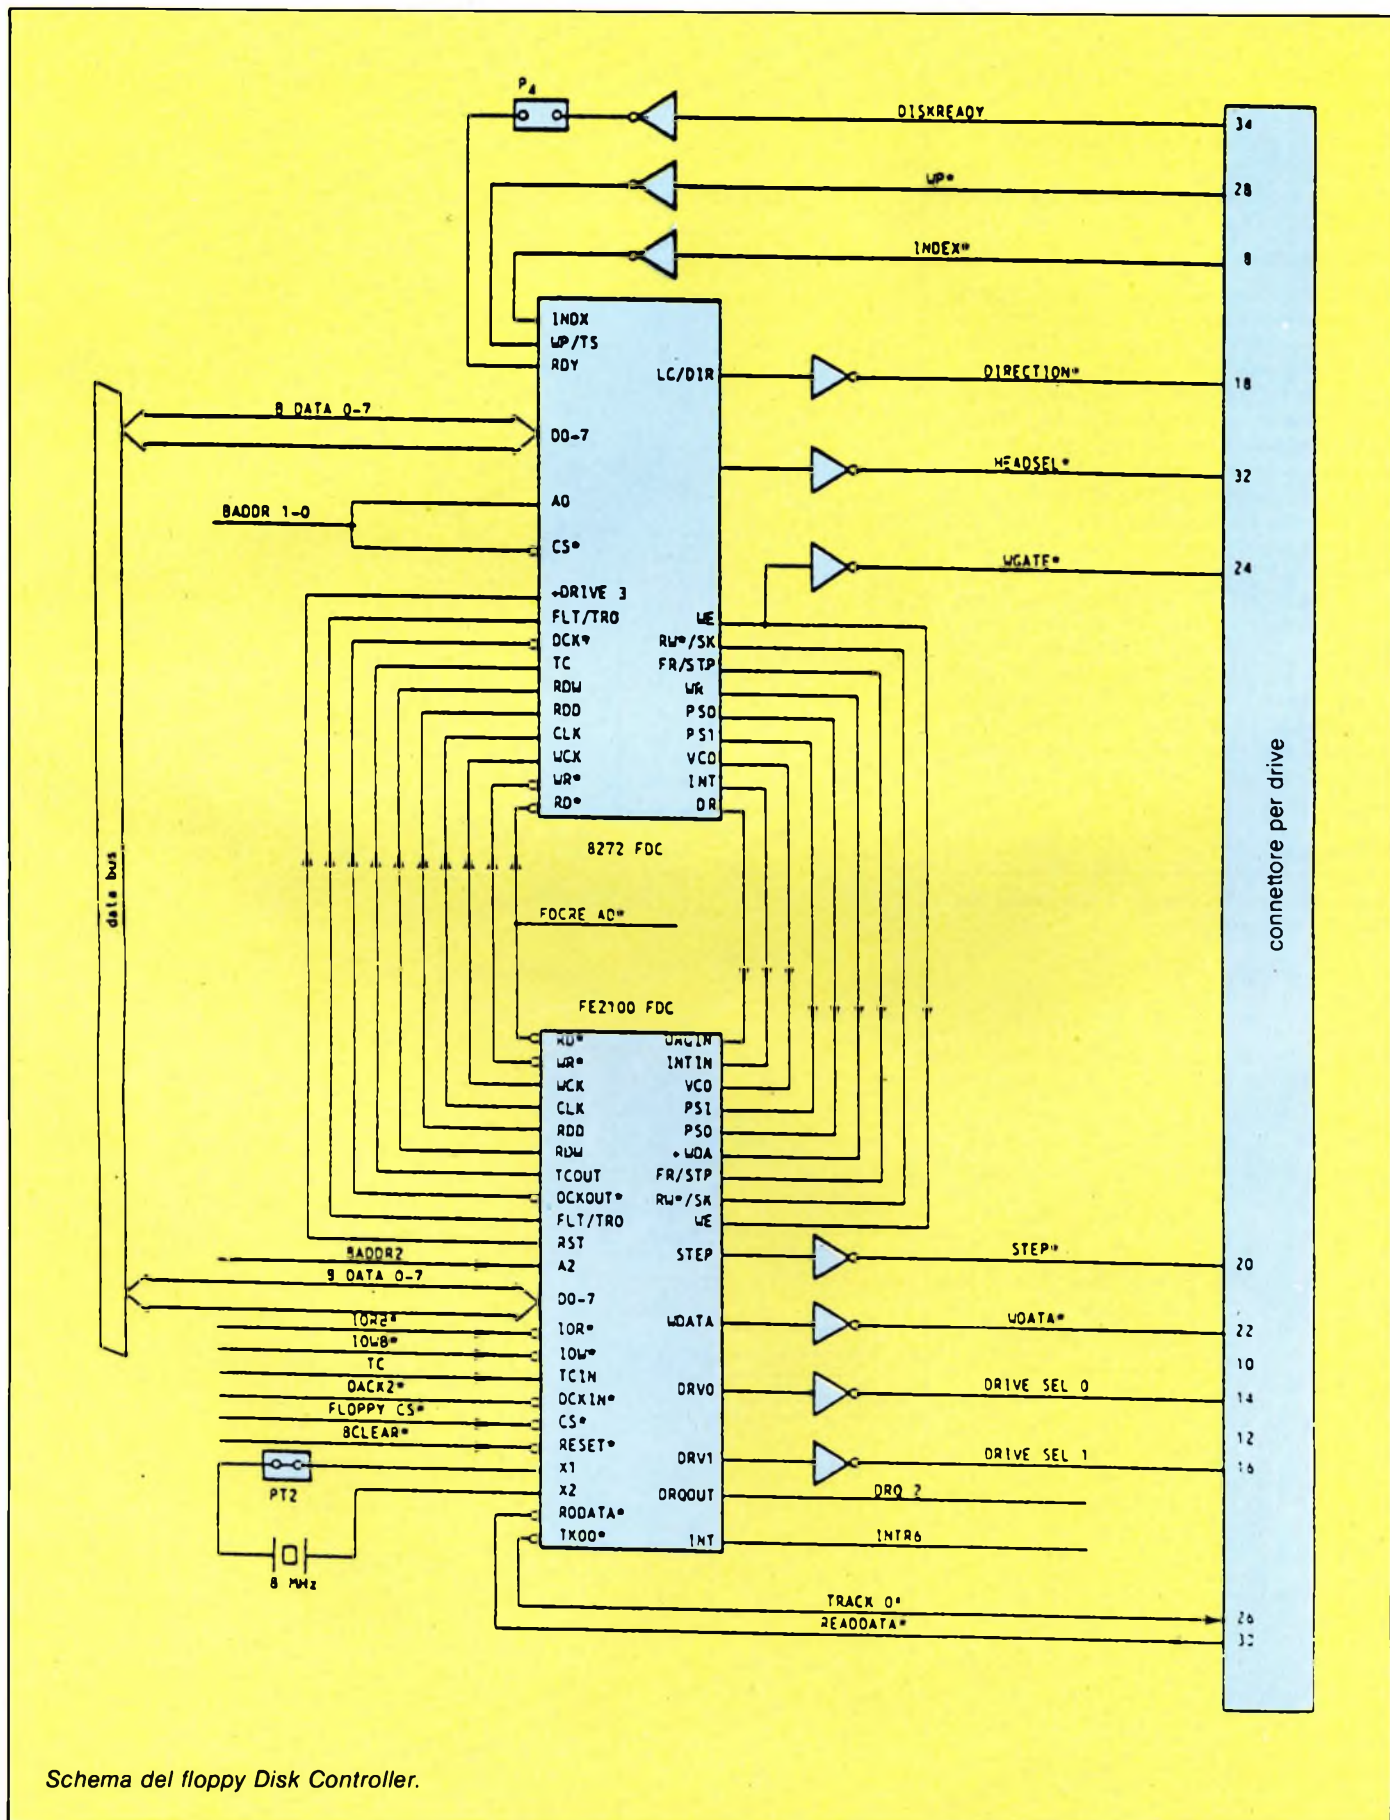 P4
DISKREADY
34
WP*
28
INDEX*
8
INDX
WP/TS
RDY
LC/DIR
DIRECTION*
18
8 DATA 0-7
D0-7
HEADSEL*
32
A0
BADDR 1-0
CS*
WGATE*
24
+DRIVE 3
FLT/TRO
WE
DCK*
RW*/SK
TC
FR/STP
RDW
WR
RDD
PS0
CLK
PS1
WCK
VCO
WR*
INT
RD*
DR
8272 FDC
data bus
connettore per drive
FDCRE AD*
FE2100 FDC
RD*
DRGIN
WR*
INTIN
WCK
VCO
CLK
PS1
RDD
PS0
RDW
+WDA
TCOUT
FR/STP
DCKOUT*
RW*/SK
FLT/TRO
WE
RST
BADDR2
A2
STEP
STEP*
20
9 DATA 0-7
D0-7
IOR*
WDATA
WDATA*
22
IOWB*
IOW*
TC
TCIN
10
DACK2*
DCKIN*
DRV0
DRIVE SEL 0
14
FLOPPY CS*
CS*
12
BCLEAR*
RESET*
DRV1
DRIVE SEL 1
16
X1
PT2
X2
DRQOUT
DRQ 2
RDDATA*
TK00*
INT
INTR6
8 MHz
TRACK 0*
26
READDATA*
Schema del floppy Disk Controller.